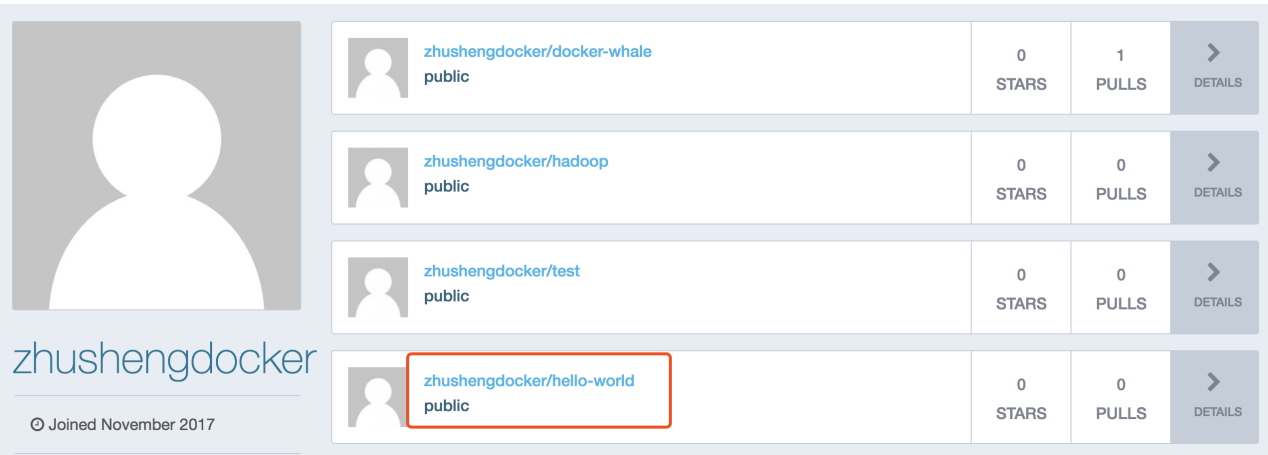 zhushengdocker
Joined November 2017
zhushengdocker/docker-whale
public
0
STARS
1
PULLS
DETAILS
zhushengdocker/hadoop
public
0
STARS
0
PULLS
DETAILS
zhushengdocker/test
public
0
STARS
0
PULLS
DETAILS
zhushengdocker/hello-world
public
0
STARS
0
PULLS
DETAILS